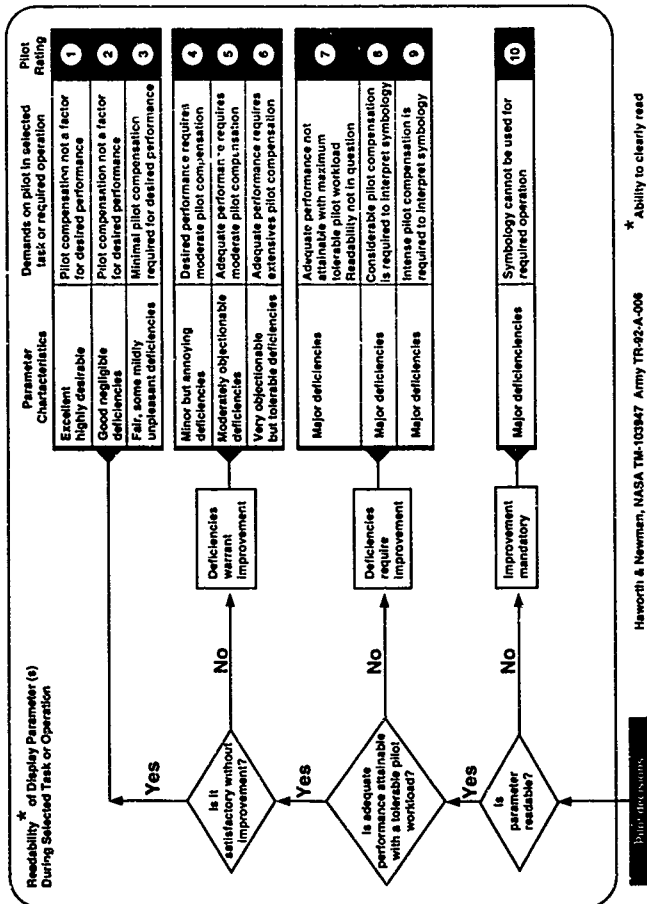 Readability * of Display Parameter (s)
During Selected Task or Operation
Parameter
Chartacteristics
Demands on pilot in selected
task or required operation
Pilot
Rating
Excellent
highly desirable
Pilot compensation not a factor
for desired performance
1
Good negligible
deficiencies
Pilot compensation not a factor
for desired performance
2
Fair, some mildly
unpleasant deficiencies
Minimal pilot compensation
required for desired performance
3
Yes
Is it
satisfactory without
improvement?
No
Deficiencies
warrant
improvement
Minor but annoying
deficiencies
Desired performance requires
moderate pilot compensation
4
Moderately objectionable
deficiencies
Adequate performance requires
moderate pilot compensation
5
Very objectionable
but tolerable deficiencies
Adequate performance requires
extensives pilot compensation
6
Yes
Is adequate
performance attainable
with a tolerable pilot
workload?
No
Deficiencies
require
improvement
Major deficiencies
Adequate performance not
attainable with maximum
tolerable pilot workload
Readability not in question
7
Major deficiencies
Considerable pilot compensation
is required to interpret symbology
8
Major deficiencies
Intense pilot compensation is
required to interpret symbology
9
Yes
Is
parameter
readable?
No
Improvement
mandatory
Major deficienciencies
Symbology cannot be used for
required operation
10
Pilot decisions
Haworth & Newman, NASA TM-103947 Army TR-92-A-006
* Ability to clearly read